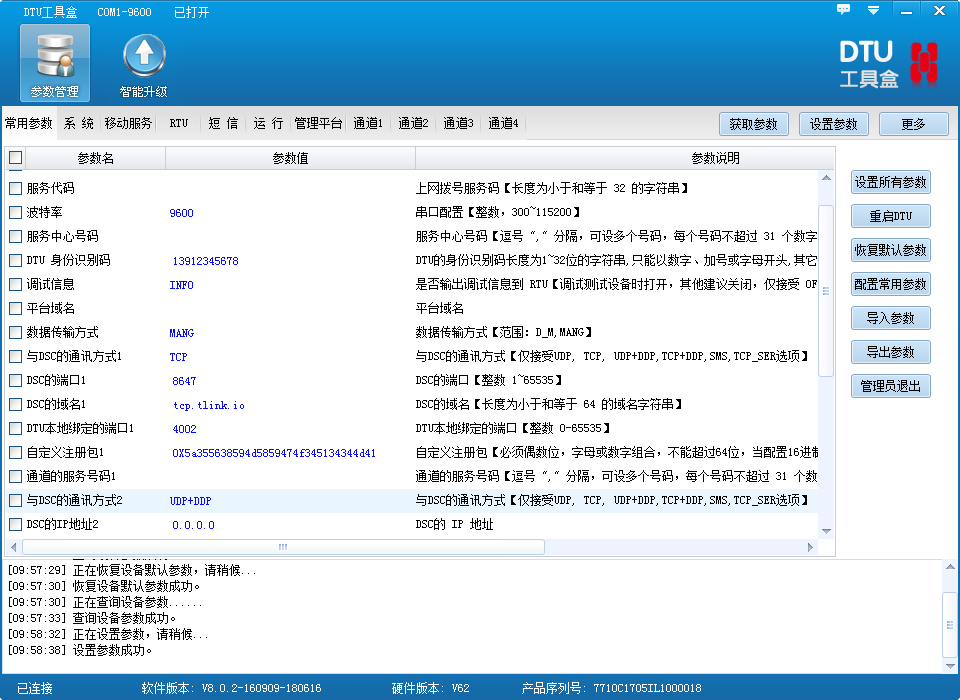 DTU工具盒 COM1-9600 已打开
参数管理 智能升级
DTU
工具盒
常用参数 系 统 移动服务 RTU 短 信 运 行 管理平台 通道1 通道2 通道3 通道4 获取参数 设置参数 更多
参数名 参数值 参数说明
服务代码 上网拨号服务码【长度为小于和等于 32 的字符串】
波特率 9600 串口配置【整数, 300~115200】
服务中心号码 服务中心号码【逗号 "," 分隔, 可设多个号码, 每个号码不超过 31 个数字
DTU 身份识别码 13912345678 DTU的身份识别码长度为1~32位的字符串,只能以数字、加号或字母开头,其它
调试信息 INFO 是否输出调试信息到 RTU【调试测试设备时打开, 其他建议关闭, 仅接受 OF
平台域名 平台域名
数据传输方式 MANG 数据传输方式【范围: D_M,MANG】
与DSC的通讯方式1 TCP 与DSC的通讯方式【仅接受UDP, TCP, UDP+DDP,TCP+DDP,SMS,TCP_SER选项】
DSC的端口1 8647 DSC的端口【整数 1~65535】
DSC的域名1 tcp.tlink.io DSC的域名【长度为小于和等于 64 的域名字符串】
DTU本地绑定的端口1 4002 DTU本地绑定的端口【整数 0-65535】
自定义注册包1 0X5a355638594d5859474f345134344d41 自定义注册包【必须偶数位, 字母或数字组合, 不能超过64位, 当配置16进制
通道的服务号码1 通道的服务号码【逗号 "," 分隔, 可设多个号码, 每个号码不超过 31 个数
与DSC的通讯方式2 UDP+DDP 与DSC的通讯方式【仅接受UDP, TCP, UDP+DDP,TCP+DDP,SMS,TCP_SER选项】
DSC的IP地址2 0.0.0.0 DSC的 IP 地址
设置所有参数
重启DTU
恢复默认参数
配置常用参数
导入参数
导出参数
管理员退出
[09:57:29] 正在恢复设备默认参数, 请稍候...
[09:57:30] 恢复设备默认参数成功。
[09:57:30] 正在查询设备参数......
[09:57:33] 查询设备参数成功。
[09:58:32] 正在设置参数, 请稍候...
[09:58:38] 设置参数成功。
已连接 软件版本: V8.0.2-160909-180616 硬件版本: V62 产品序列号: 7710C1705IL1000018